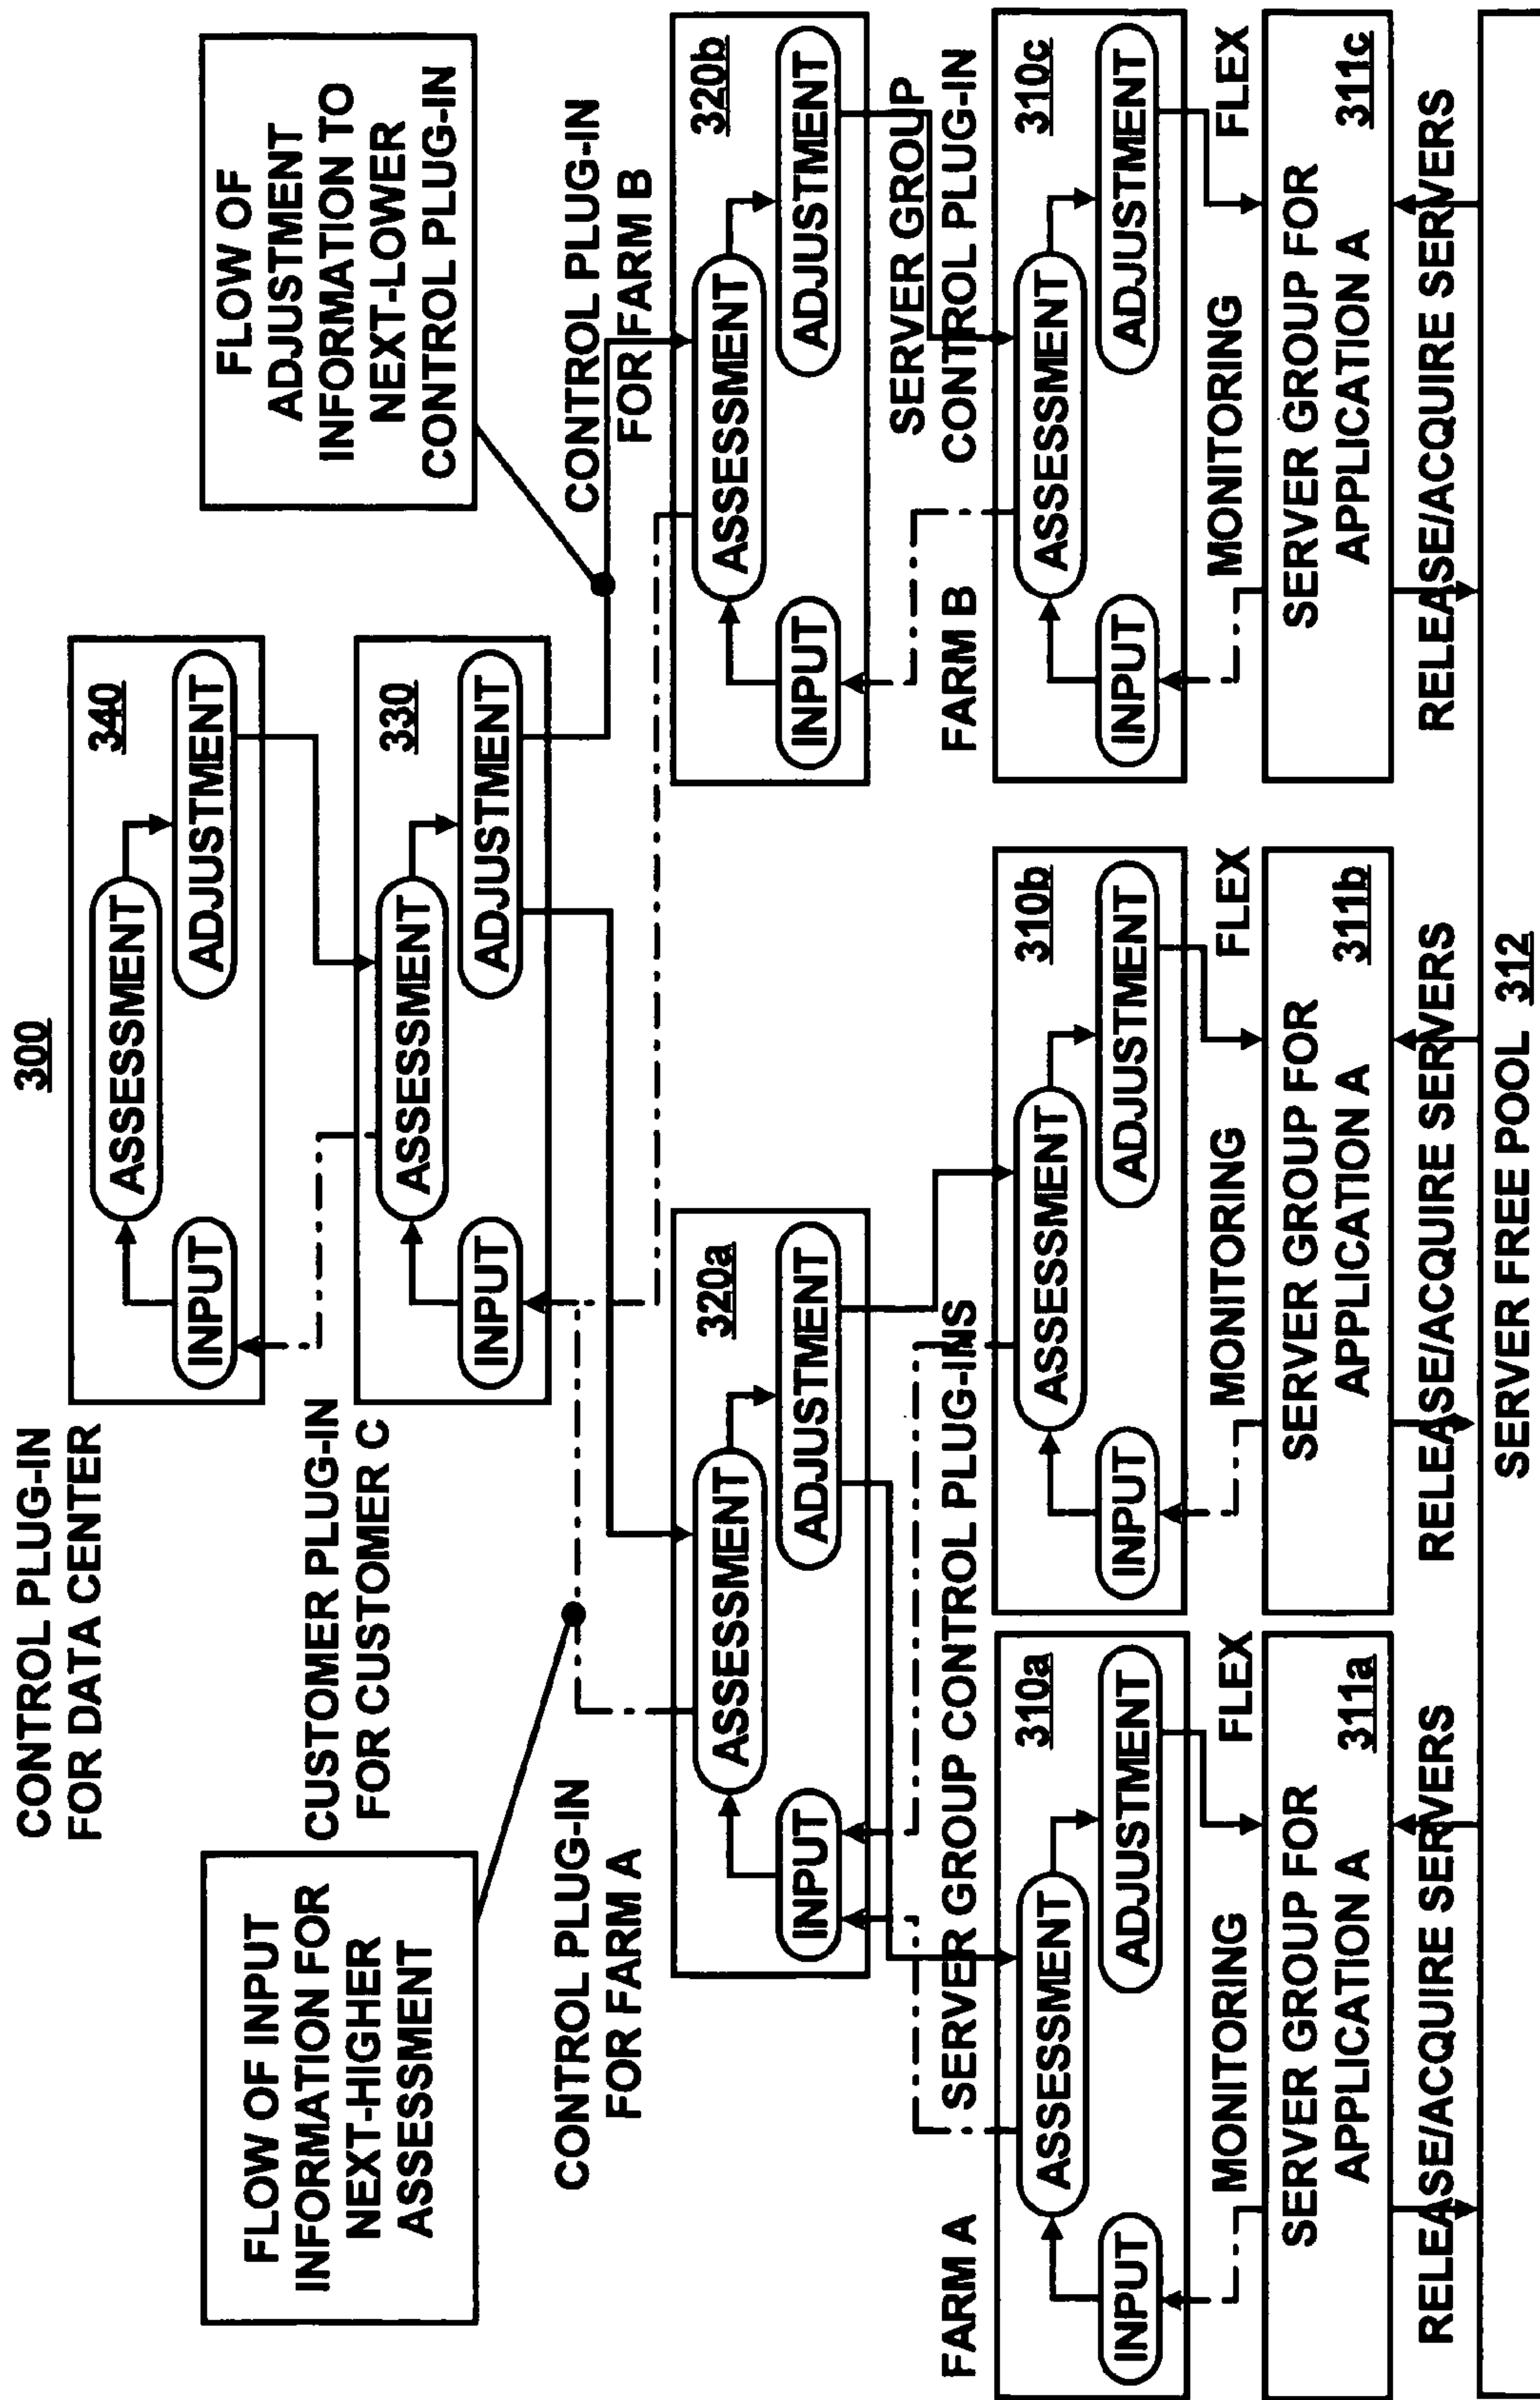 300
CONTROL PLUG-IN
FOR DATA CENTER
340
INPUT
ASSESSMENT
ADJUSTMENT
FLOW OF INPUT
INFORMATION FOR
NEXT-HIGHER
ASSESSMENT
FLOW OF
ADJUSTMENT
INFORMATION TO
NEXT-LOWER
CONTROL PLUG-IN
CUSTOMER PLUG-IN
FOR CUSTOMER C
330
INPUT
ASSESSMENT
ADJUSTMENT
CONTROL PLUG-IN
FOR FARM A
320a
INPUT
ASSESSMENT
ADJUSTMENT
CONTROL PLUG-IN
FOR FARM B
320b
INPUT
ASSESSMENT
ADJUSTMENT
FARM A
SERVER GROUP CONTROL PLUG-INS
310a
INPUT
ASSESSMENT
ADJUSTMENT
310b
INPUT
ASSESSMENT
ADJUSTMENT
FARM B
SERVER GROUP
CONTROL PLUG-IN
310c
INPUT
ASSESSMENT
ADJUSTMENT
MONITORING
FLEX
MONITORING
FLEX
MONITORING
FLEX
SERVER GROUP FOR
APPLICATION A
311a
SERVER GROUP FOR
APPLICATION A
311b
SERVER GROUP FOR
APPLICATION A
311c
RELEASE/ACQUIRE SERVERS
RELEASE/ACQUIRE SERVERS
RELEASE/ACQUIRE SERVERS
SERVER FREE POOL 312